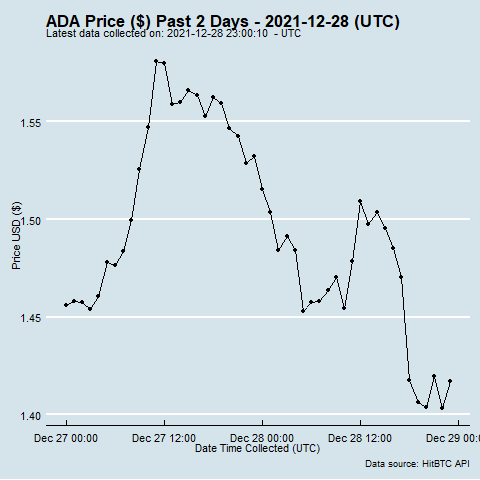 ADA Price ($) Past 2 Days - 2021-12-28 (UTC)
Latest data collected on: 2021-12-28 23:00:10  - UTC
1.55
1.50
1.45
1.40
Price USD ($)
Dec 27 00:00
Dec 27 12:00
Dec 28 00:00
Dec 28 12:00
Dec 29 00:
Date Time Collected (UTC)
Data source: HitBTC API